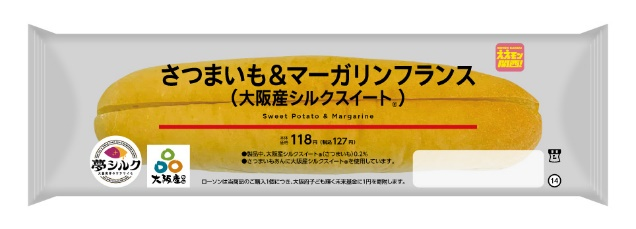 さつまいも&マーガリンフランス
(大阪産シルクスイート®)
Sweet Potato & Margarine
本体価格 118円 (税込127円)
●製品中、大阪産シルクスイート®(さつまいも)0.2%
●さつまいもあんに大阪産シルクスイート®を使用しています。
夢シルク
大阪産
ローソンは当商品のご購入1個につき、大阪府子ども輝く未来基金に1円を寄附します。
14